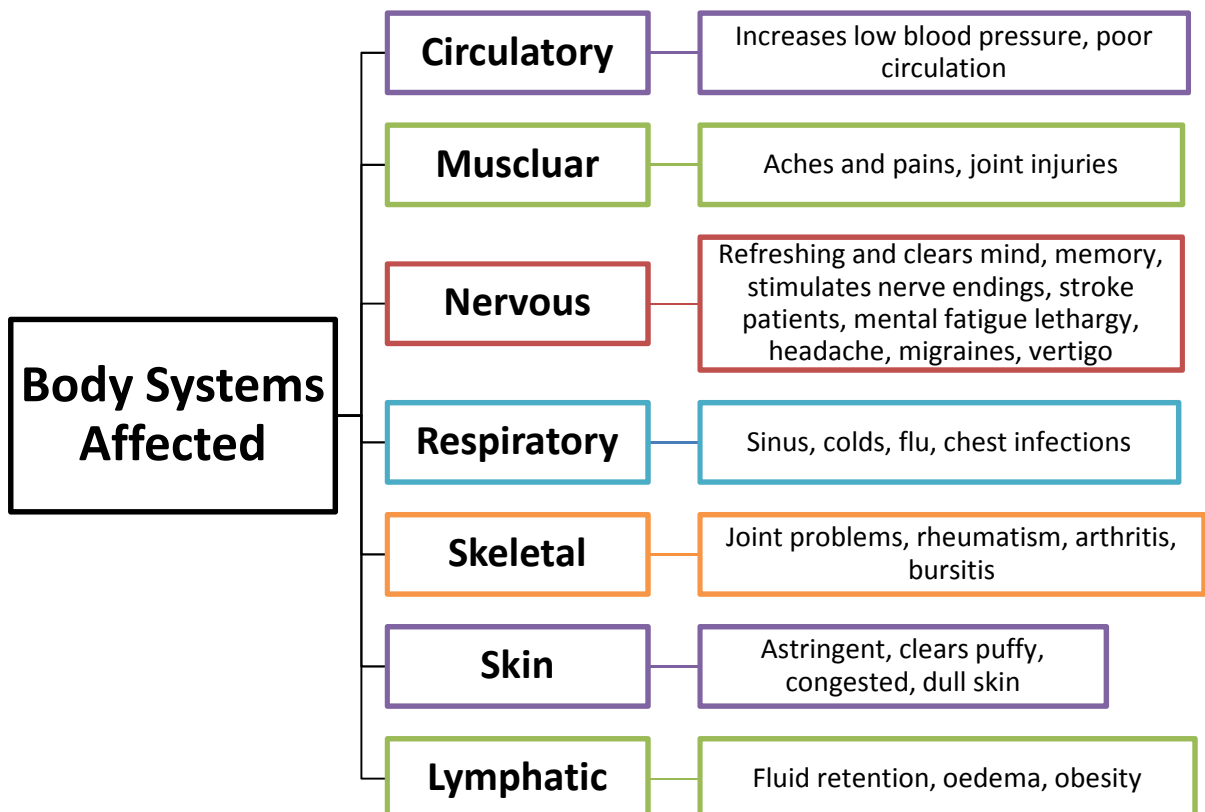 Circulatory
Increases low blood pressure, poor
circulation
Muscluar
Aches and pains, joint injuries
Nervous
Refreshing and clears mind, memory,
stimulates nerve endings, stroke
patients, mental fatigue lethargy,
headache, migraines, vertigo
Body Systems
Affected
Respiratory
Sinus, colds, flu, chest infections
Skeletal
Joint problems, rheumatism, arthritis,
bursitis
Skin
Astringent, clears puffy,
congested, dull skin
Lymphatic
Fluid retention, oedema, obesity